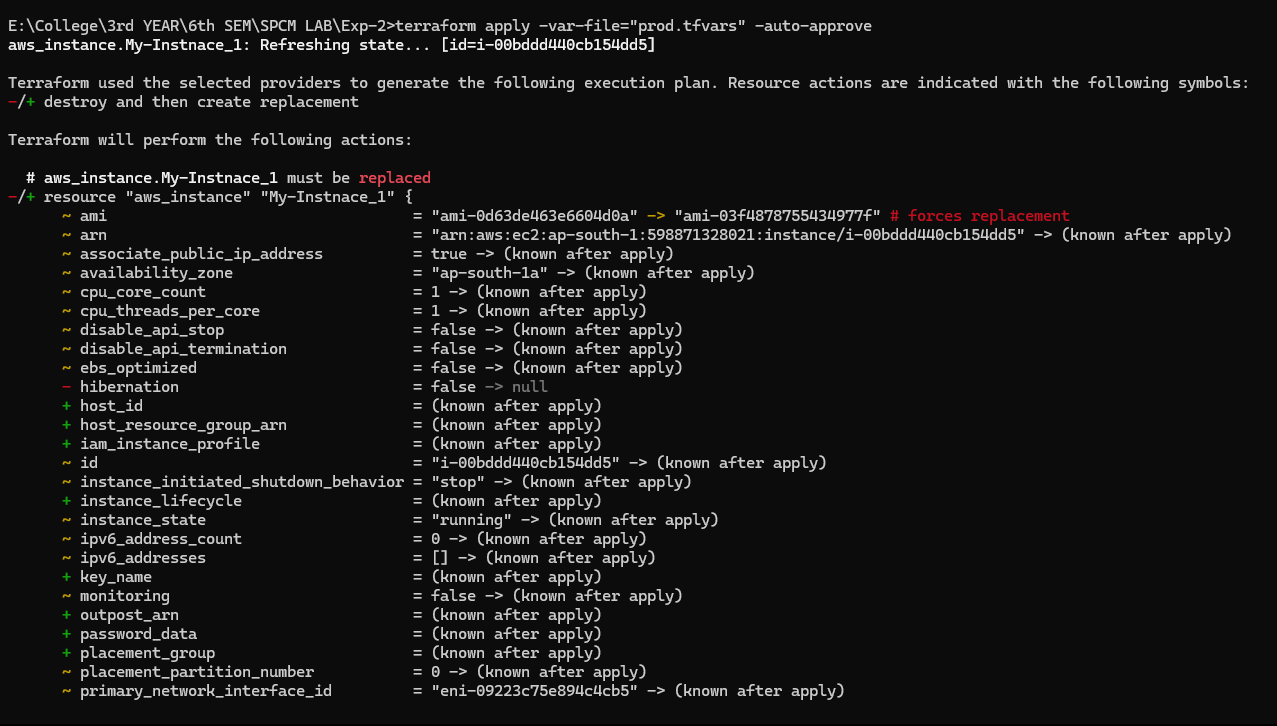 E:\College\3rd YEAR\6th SEM\SPCM LAB\Exp-2>terraform apply -var-file="prod.tfvars" -auto-approve
aws_instance.My-Instnace_1: Refreshing state... [id=i-00bddd440cb154dd5]
Terraform used the selected providers to generate the following execution plan. Resource actions are indicated with the following symbols:
-/+ destroy and then create replacement
Terraform will perform the following actions:
# aws_instance.My-Instnace_1 must be replaced
-/+ resource "aws_instance" "My-Instnace_1" {
~ ami = "ami-0d63de463e6604d0a" -> "ami-03f4878755434977f" # forces replacement
~ arn = "arn:aws:ec2:ap-south-1:598871328021:instance/i-00bddd440cb154dd5" -> (known after apply)
~ associate_public_ip_address = true -> (known after apply)
~ availability_zone = "ap-south-1a" -> (known after apply)
~ cpu_core_count = 1 -> (known after apply)
~ cpu_threads_per_core = 1 -> (known after apply)
~ disable_api_stop = false -> (known after apply)
~ disable_api_termination = false -> (known after apply)
~ ebs_optimized = false -> (known after apply)
- hibernation = false -> null
+ host_id = (known after apply)
+ host_resource_group_arn = (known after apply)
+ iam_instance_profile = (known after apply)
~ id = "i-00bddd440cb154dd5" -> (known after apply)
~ instance_initiated_shutdown_behavior = "stop" -> (known after apply)
+ instance_lifecycle = (known after apply)
~ instance_state = "running" -> (known after apply)
~ ipv6_address_count = 0 -> (known after apply)
~ ipv6_addresses = [] -> (known after apply)
+ key_name = (known after apply)
~ monitoring = false -> (known after apply)
+ outpost_arn = (known after apply)
+ password_data = (known after apply)
+ placement_group = (known after apply)
~ placement_partition_number = 0 -> (known after apply)
~ primary_network_interface_id = "eni-09223c75e894c4cb5" -> (known after apply)